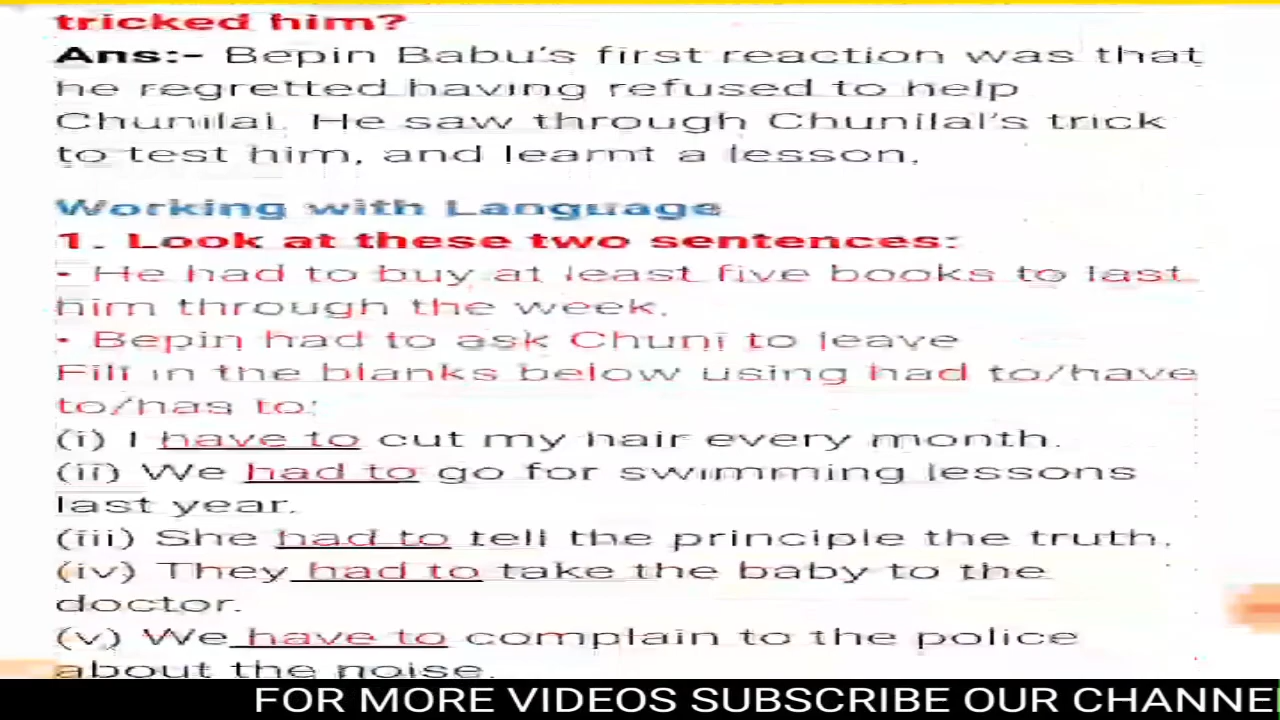 tricked him?
Ans:- Bepin Babu's first reaction was that
he regretted having refused to help
Chunilal. He saw through Chunilal's trick
to test him, and learnt a lesson.
Working with Language
1. Look at these two sentences:
• He had to buy at least five books to last
him through the week.
• Bepin had to ask Chuni to leave
Fill in the blanks below using had to/have
to/has to:
(i) I have to cut my hair every month.
(ii) We had to go for swimming lessons
last year.
(iii) She had to tell the principle the truth.
(iv) They had to take the baby to the
doctor.
(v) We have to complain to the police
about the noise.
FOR MORE VIDEOS SUBSCRIBE OUR CHANNE